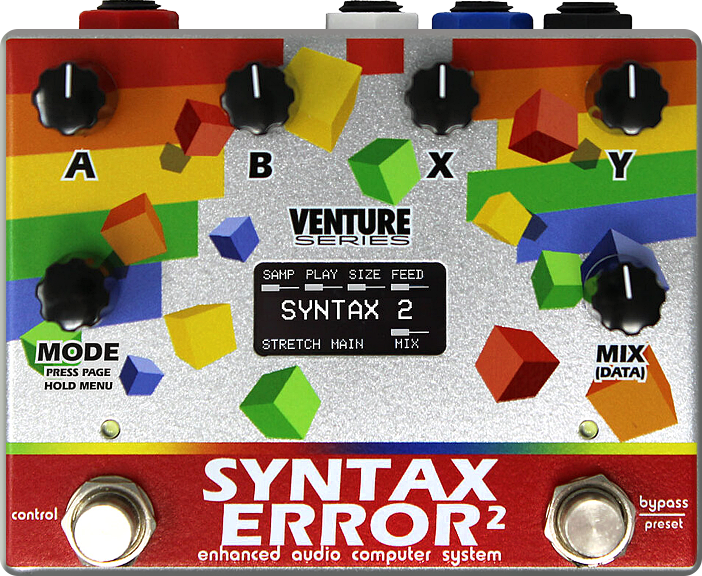 A B X Y
VENTURE
SERIES
SAMP PLAY SIZE FEED
SYNTAX 2
STRETCH MAIN MIX
MODE
PRESS PAGE
HOLD MENU
MIX
(DATA)
control
SYNTAX
ERROR²
enhanced audio computer system
bypass
preset